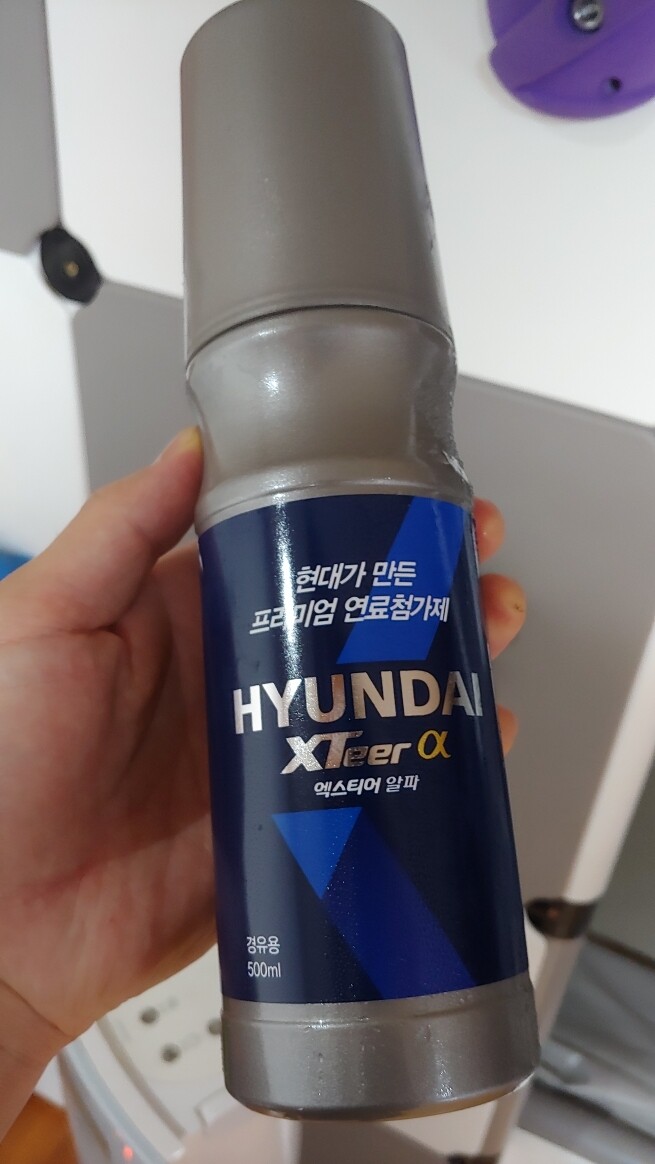 현대가 만든
프리미엄 연료첨가제
HYUNDAI
XTeer α
엑스티어 알파
경유용
500ml